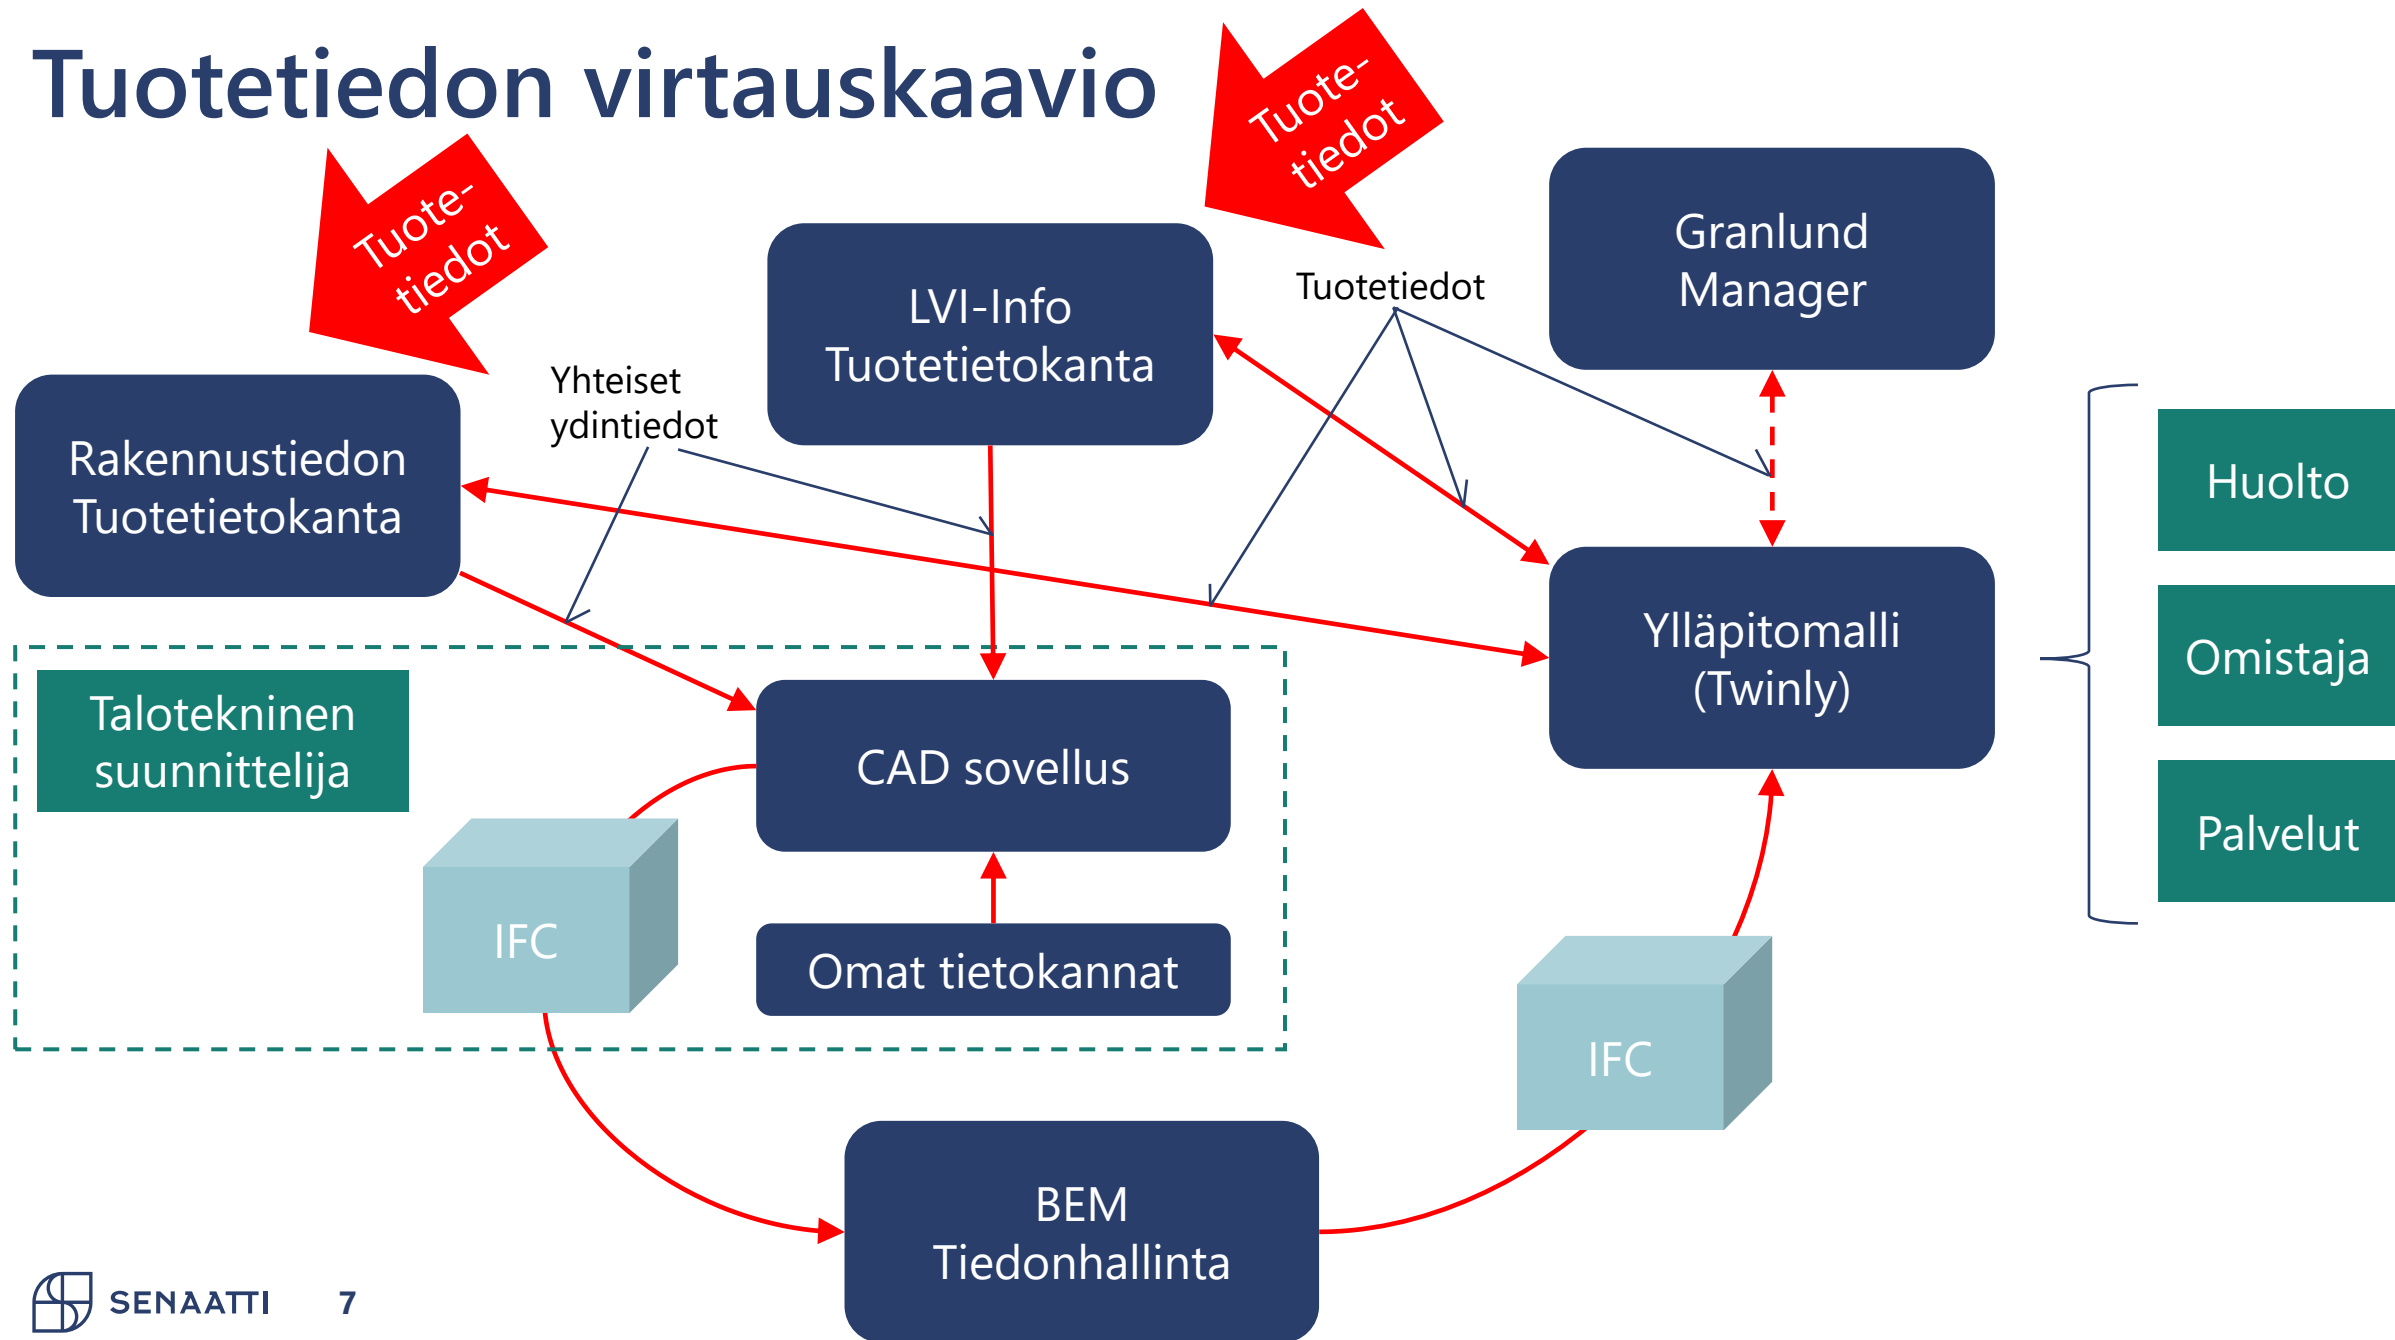 Tuotetiedon virtauskaavio
Tuote-
tiedot
Tuote-
tiedot
Granlund
Manager
LVI-Info
Tuotetietokanta
Tuotetiedot
Yhteiset
ydintiedot
Rakennustiedon
Tuotetietokanta
Huolto
Ylläpitomalli
(Twinly)
Omistaja
Talotekninen
suunnittelija
CAD sovellus
Palvelut
IFC
Omat tietokannat
IFC
BEM
Tiedonhallinta
SENAATTI
7